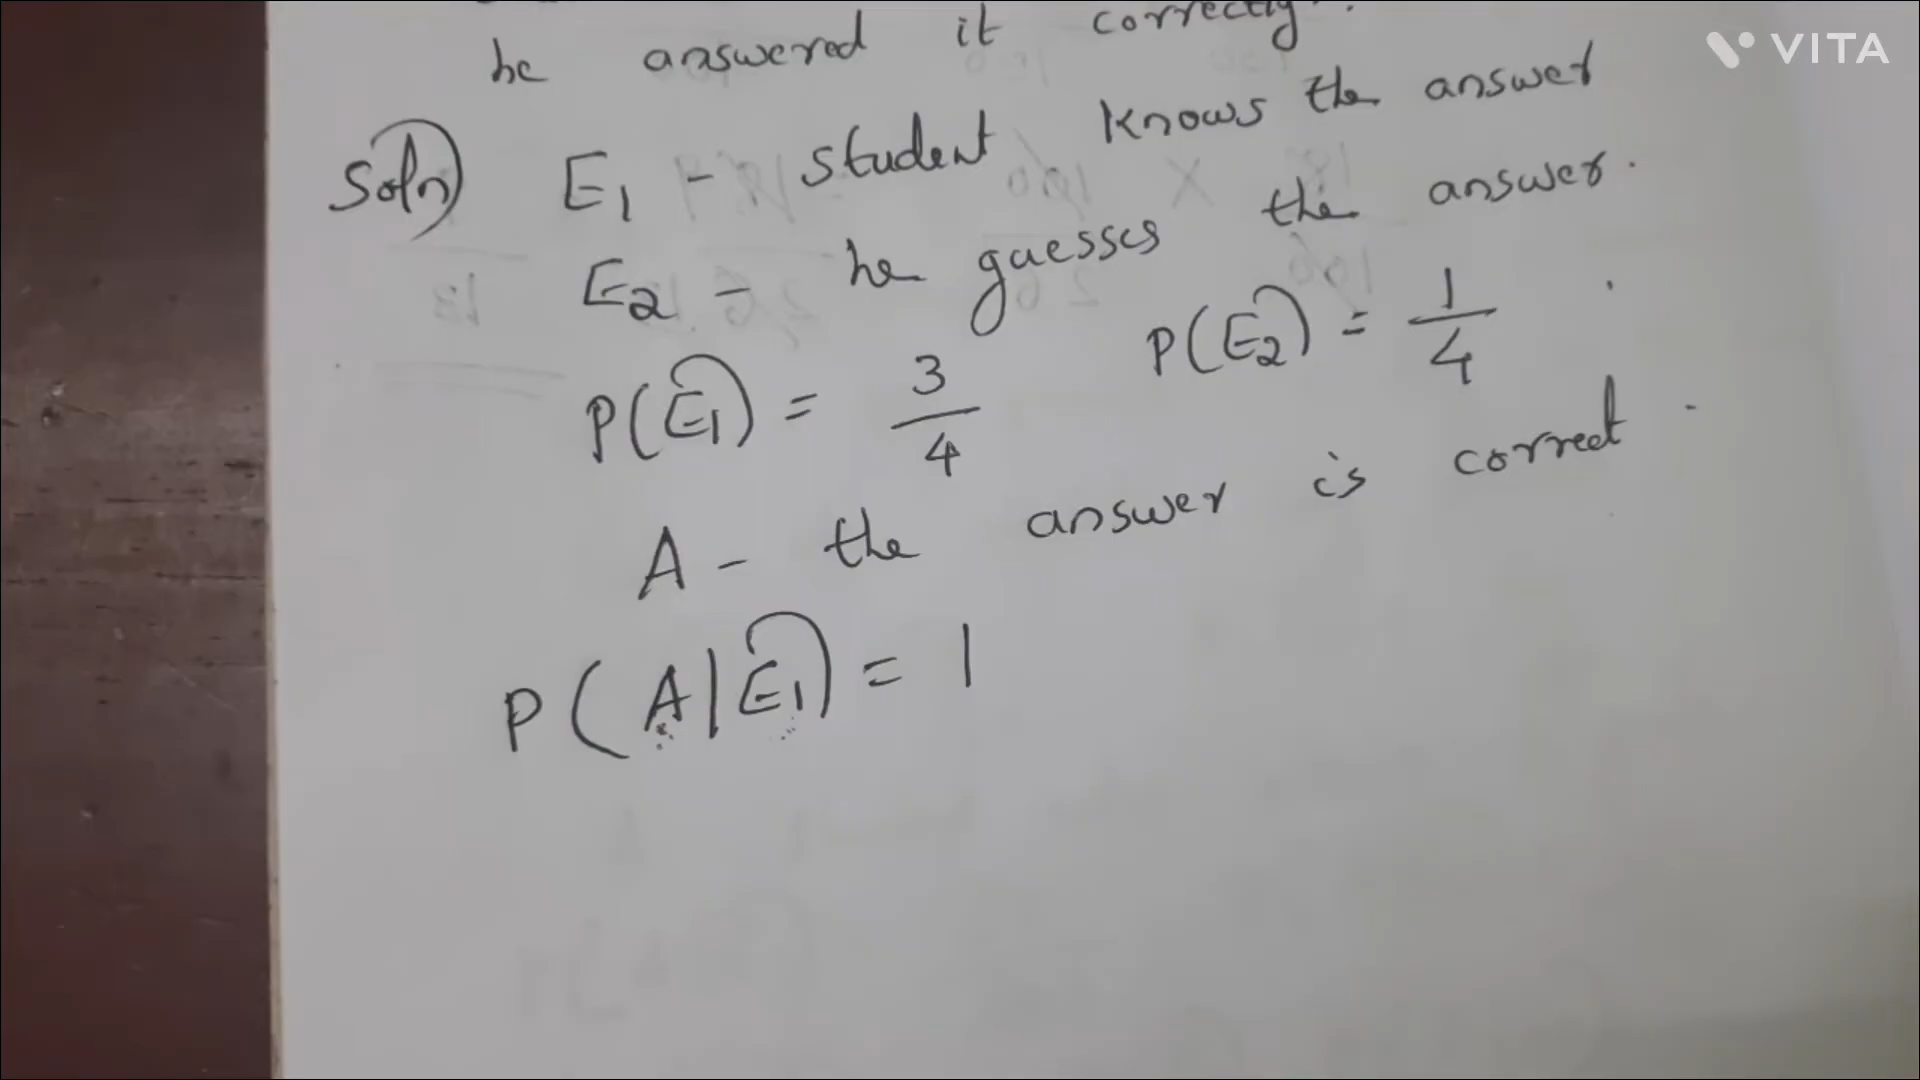 he answered it correctly.
VITA
Soln) E1 - student knows the answer
E2 - he guesses the answer.
P(E1) = 3/4 P(E2) = 1/4
A - the answer is correct.
P(A|E1) = 1